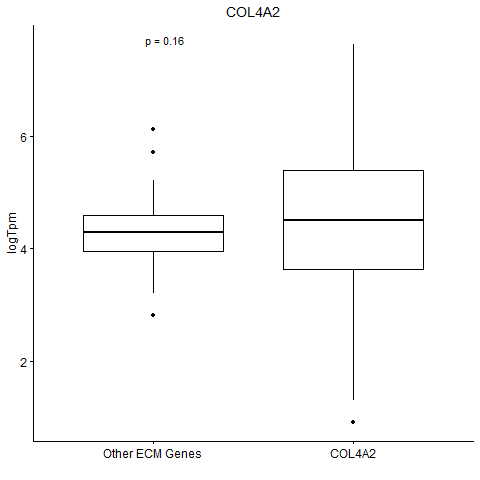 COL4A2
p = 0.16
logTpm
6
4
2
Other ECM Genes
COL4A2